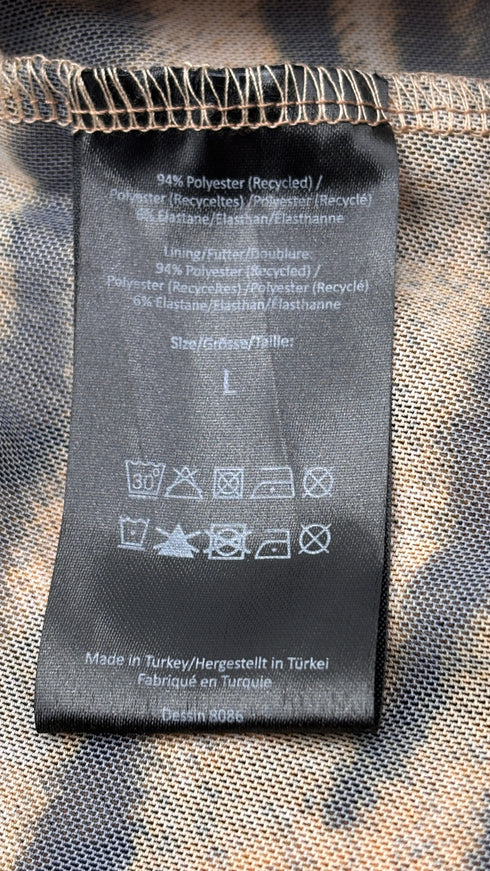 94% Polyester (Recycled) /
Polyester (Recyceltes) /Polyester (Recyclé)
6% Elastane/Elasthan/Elasthanne
Lining/Futter/Doublure:
94% Polyester (Recycled) /
Polyester (Recyceltes) /Polyester (Recyclé)
6% Elastane/Elasthan/Elasthanne
Size/Grösse/Taille:
L
30°
Made in Turkey/Hergestellt in Türkei
Fabriqué en Turquie
Dessin 8086